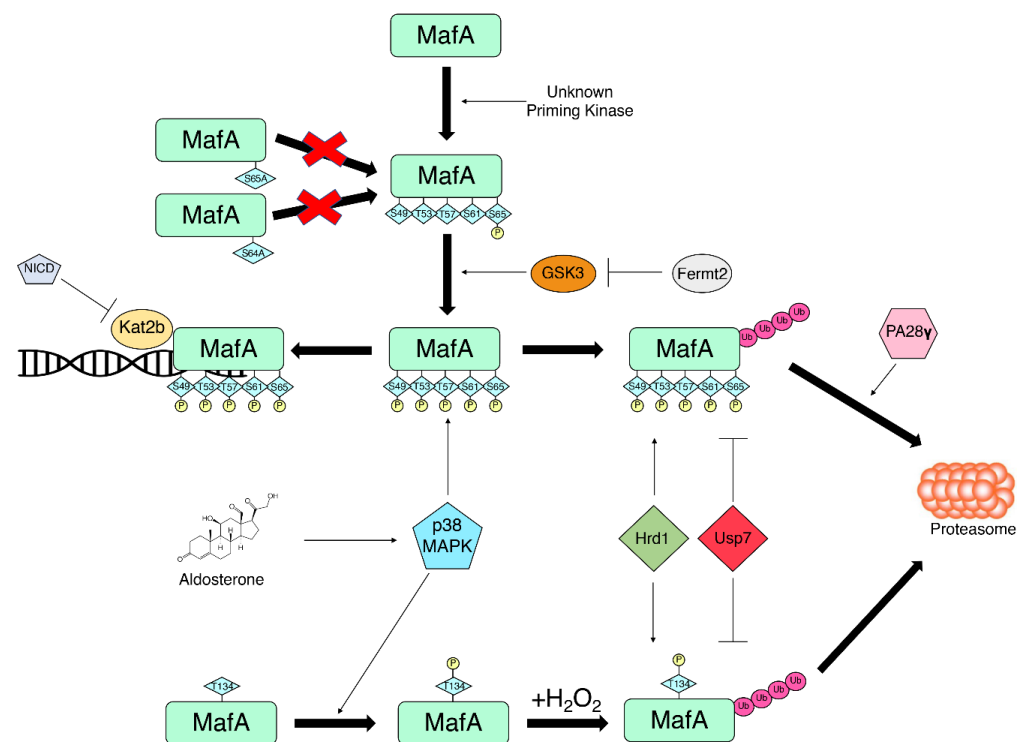 MafA
Unknown
Priming Kinase
MafA
S65A
MafA
S49 T53 T57 S61 S65
P
MafA
S64A
NICD
GSK3
Fermt2
Kat2b
MafA
S49 T53 T57 S61 S65
P P P P P
MafA
S49 T53 T57 S61 S65
P P P P P
MafA
Ub Ub Ub Ub
S49 T53 T57 S61 S65
P P P P P
PA28γ
Proteasome
O
OH
O
HO
O
H
H
H
O
Aldosterone
p38
MAPK
Hrd1
Usp7
T134
MafA
P
T134
MafA
+H₂O₂
P
T134
MafA
Ub Ub Ub Ub